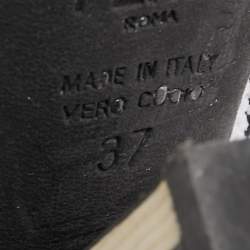 ROMA
MADE IN ITALY
VERO CUOIO
37